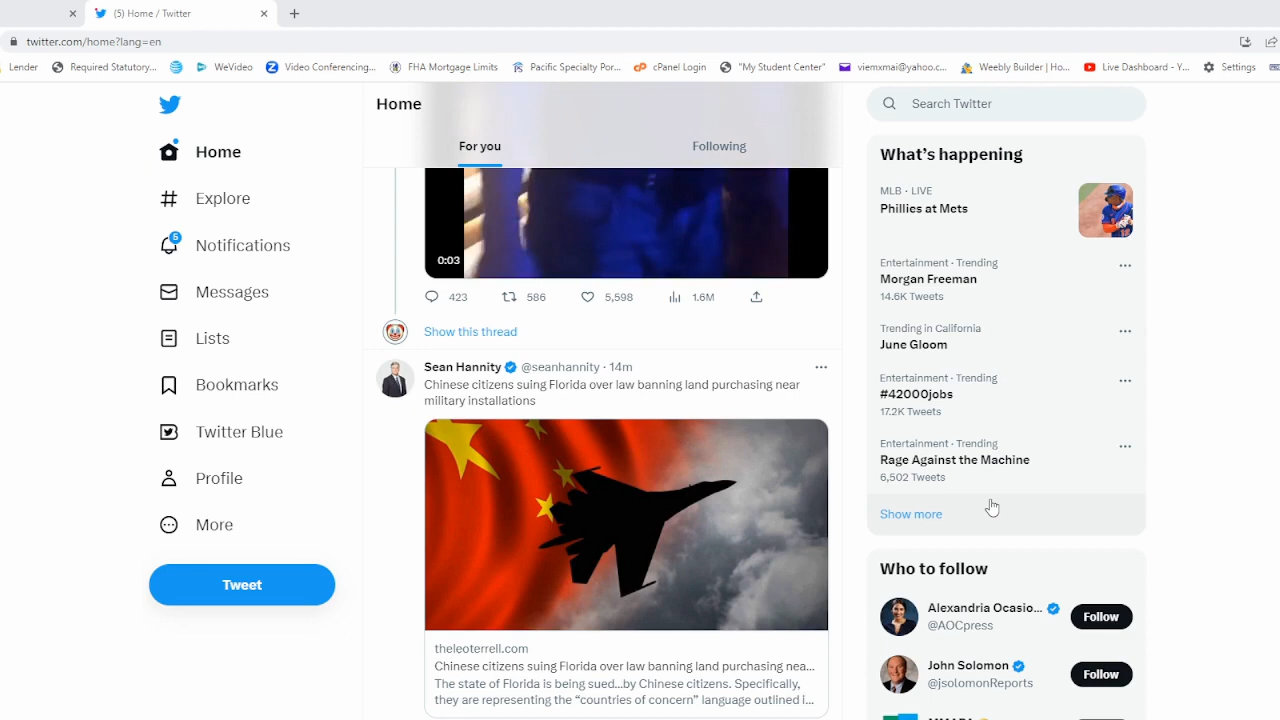 (5) Home / Twitter
twitter.com/home?lang=en
Lender
Required Statutory...
WeVideo
Video Conferencing...
FHA Mortgage Limits
Pacific Specialty Por...
cPanel Login
"My Student Center"
viemxmai@yahoo.c...
Weebly Builder | Ho...
Live Dashboard - Y...
Settings
Home
Explore
5
Notifications
Messages
Lists
Bookmarks
Twitter Blue
Profile
More
Tweet
Home
For you
Following
0:03
423
586
5,598
1.6M
Show this thread
Sean Hannity @seanhannity · 14m
Chinese citizens suing Florida over law banning land purchasing near
military installations
theleoterrell.com
Chinese citizens suing Florida over law banning land purchasing nea...
The state of Florida is being sued...by Chinese citizens. Specifically,
they are representing the “countries of concern” language outlined i...
Search Twitter
What’s happening
MLB · LIVE
Phillies at Mets
Entertainment · Trending
Morgan Freeman
14.6K Tweets
Trending in California
June Gloom
Entertainment · Trending
#42000jobs
17.2K Tweets
Entertainment · Trending
Rage Against the Machine
6,502 Tweets
Show more
Who to follow
Alexandria Ocasio...
@AOCpress
Follow
John Solomon
@jsolomonReports
Follow